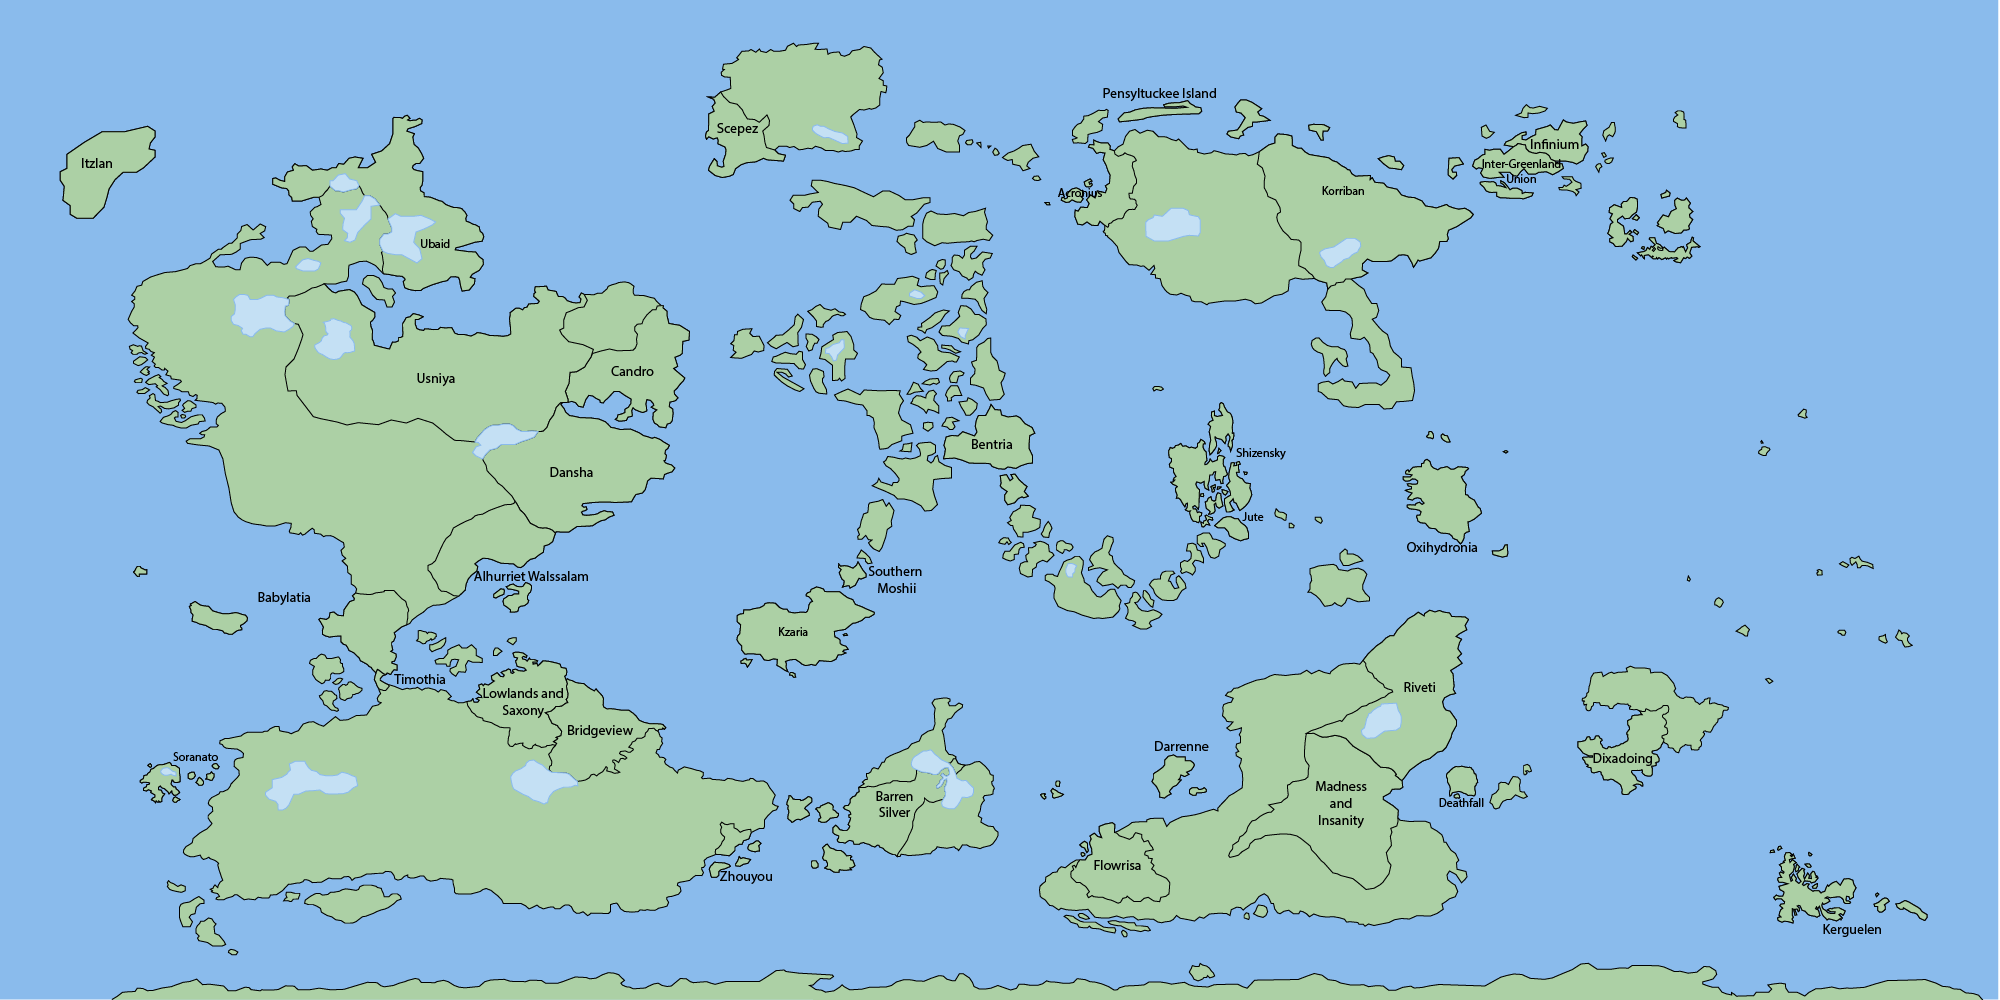 Pensyltuckee Island
Scepez
Infinium
Itzlan
Inter-Greenland
Union
Acronius
Korriban
Ubaid
Candro
Usniya
Bentria
Shizensky
Dansha
Jute
Oxihydronia
Alhurriet Walssalam
Southern
Moshii
Babylatia
Kzaria
Timothia
Riveti
Lowlands and
Saxony
Bridgeview
Darrenne
Soranato
Dixadoing
Madness
and
Insanity
Barren
Silver
Deathfall
Flowrisa
Zhouyou
Kerguelen